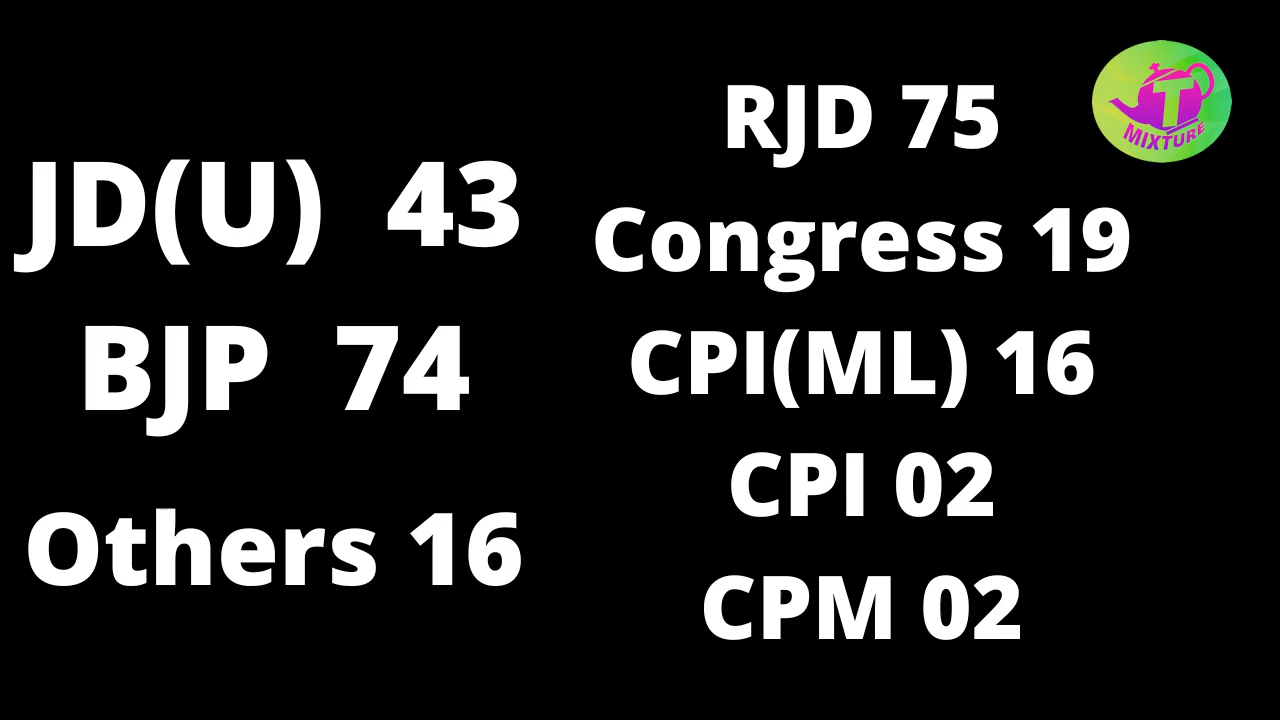 JD(U) 43
BJP 74
Others 16
RJD 75
Congress 19
CPI(ML) 16
CPI 02
CPM 02
T
MIXTURE